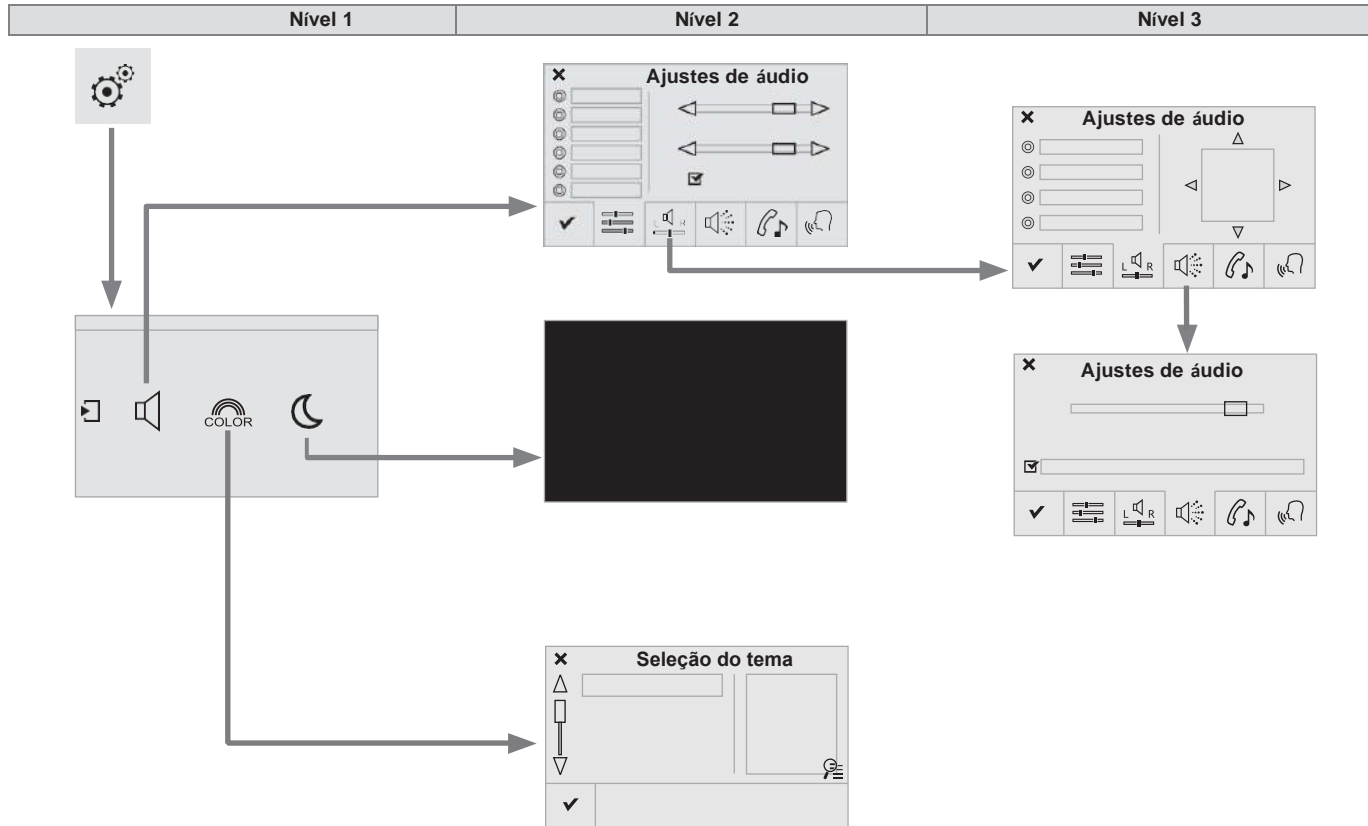 Nível 1
Nível 2
Nível 3
Ajustes de áudio
L R
Ajustes de áudio
L R
COLOR
Ajustes de áudio
L R
Seleção do tema